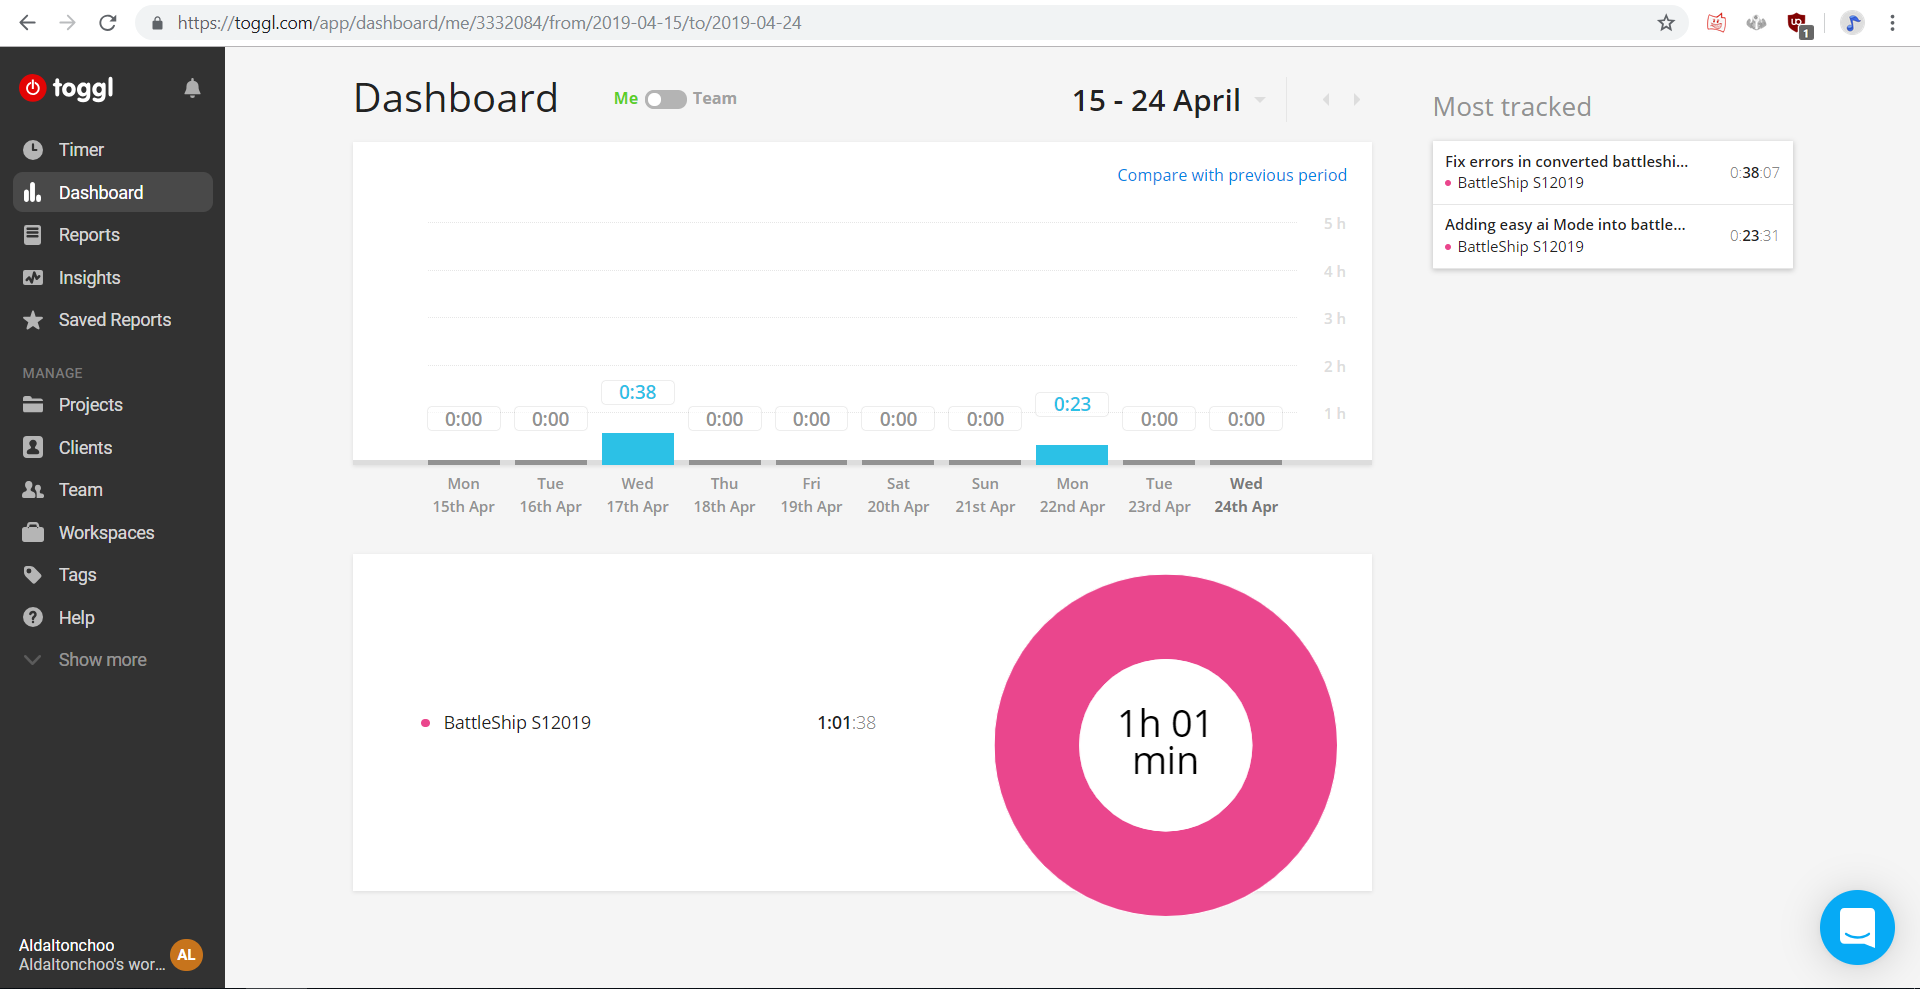 https://toggl.com/app/dashboard/me/3332084/from/2019-04-15/to/2019-04-24
1
toggl
Timer
Dashboard
Reports
Insights
Saved Reports
MANAGE
Projects
Clients
Team
Workspaces
Tags
Help
Show more
Aldaltonchoo
Aldaltonchoo's wor...
AL
Dashboard
Me Team
15 - 24 April
Compare with previous period
5 h
4 h
3 h
2 h
1 h
0:00 0:00 0:38 0:00 0:00 0:00 0:00 0:23 0:00 0:00
Mon Tue Wed Thu Fri Sat Sun Mon Tue Wed
15th Apr 16th Apr 17th Apr 18th Apr 19th Apr 20th Apr 21st Apr 22nd Apr 23rd Apr 24th Apr
BattleShip S12019 1:01:38
1h 01
min
Most tracked
Fix errors in converted battleshi... 0:38:07
BattleShip S12019
Adding easy ai Mode into battle... 0:23:31
BattleShip S12019